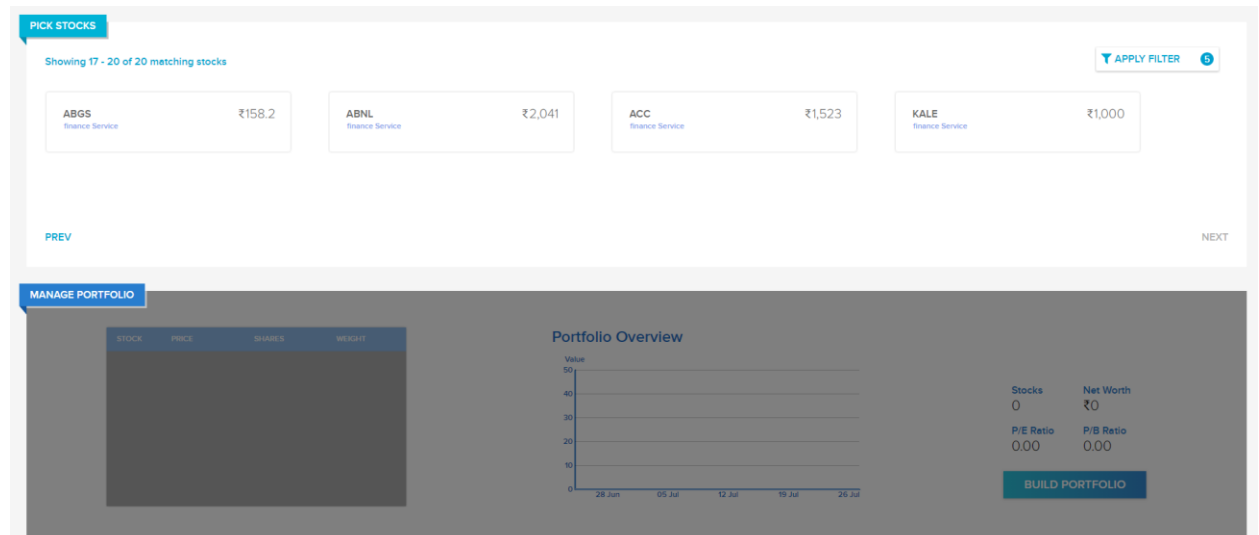 PICK STOCKS
Showing 17 - 20 of 20 matching stocks
APPLY FILTER 5
ABGS ₹158.2
finance Service
ABNL ₹2,041
finance Service
ACC ₹1,523
finance Service
KALE ₹1,000
finance Service
PREV NEXT
MANAGE PORTFOLIO
STOCK PRICE SHARES WEIGHT
Portfolio Overview
Value
50
40
30
20
10
0
28 Jun 05 Jul 12 Jul 19 Jul 26 Jul
Stocks Net Worth
0 ₹0
P/E Ratio P/B Ratio
0.00 0.00
BUILD PORTFOLIO